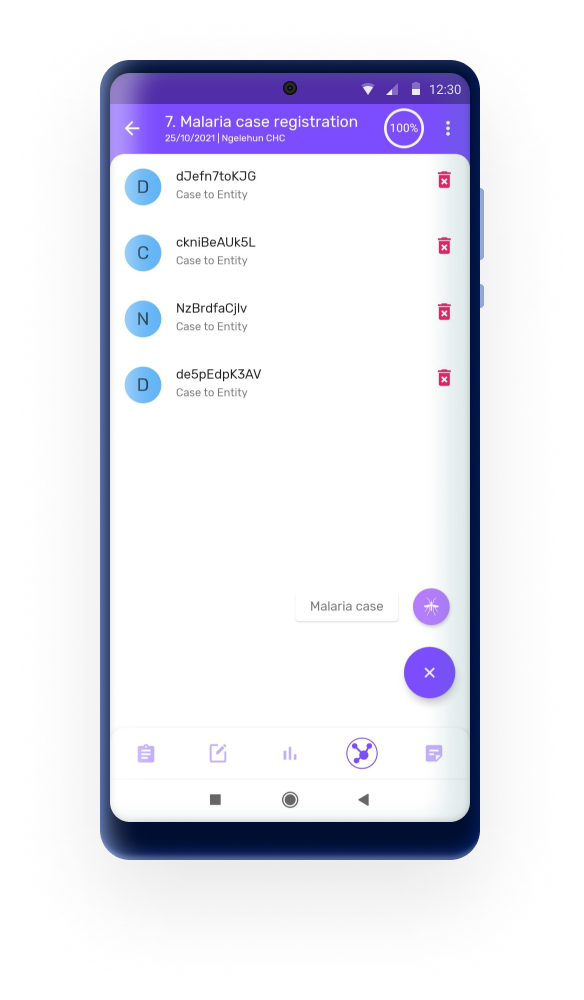 12:30
7. Malaria case registration
100%
25/10/2021 | Ngelehun CHC
D
dJefn7toKJG
Case to Entity
C
ckniBeAUk5L
Case to Entity
N
NzBrdfaCjlv
Case to Entity
D
de5pEdpK3AV
Case to Entity
Malaria case